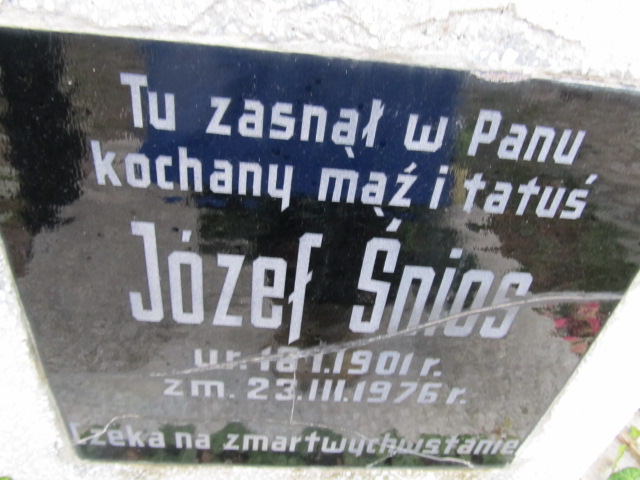 Tu zasnął w Panu
kochany mąż i tatuś
Józef Śnios
ur. 18 I. 1901 r.
zm. 23. III. 1976 r.
Czeka na zmartwychwstanie